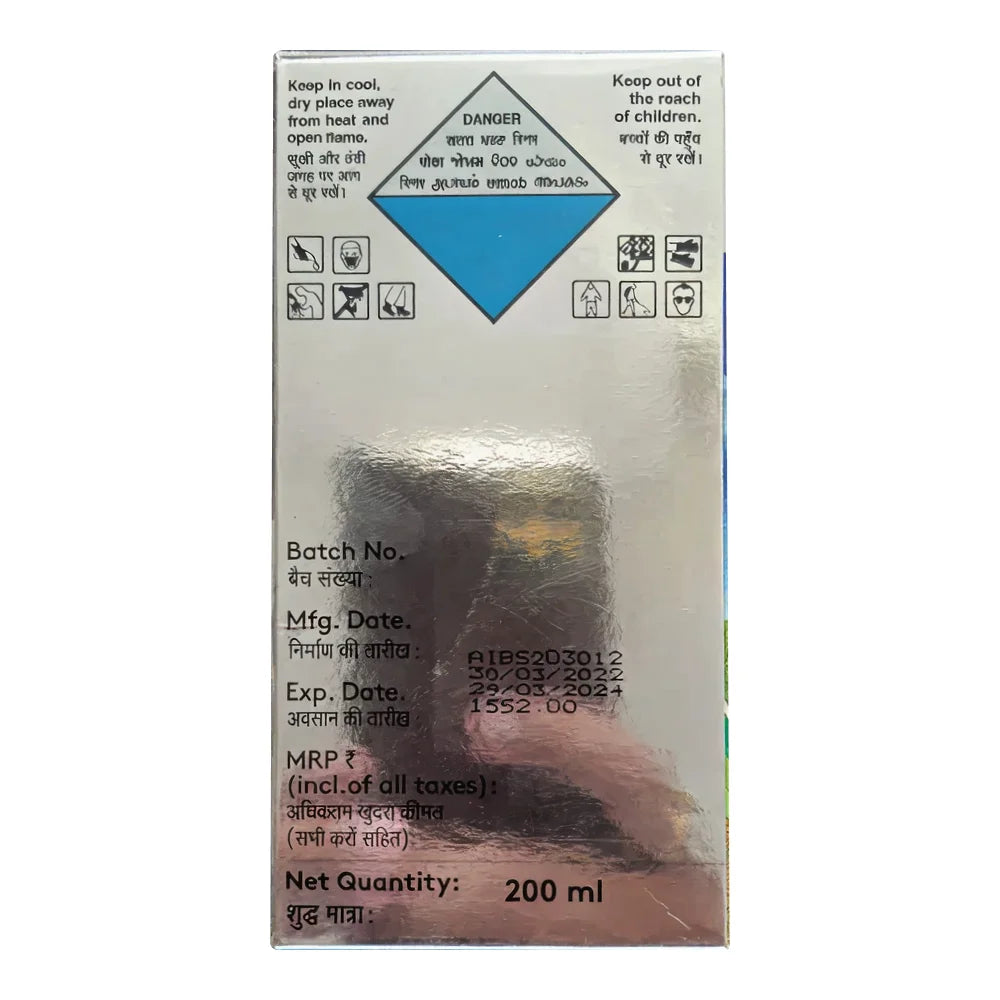 Keep in cool,
dry place away
from heat and
open flame.
सूखी और ठंडी
जगह पर आग
से दूर रखें।
DANGER
Keep out of
the reach
of children.
बच्चों की पहुँच
से दूर रखें।
Batch No.
बैच संख्या :
Mfg. Date.
निर्माण की तारीख :
Exp. Date.
अवसान की तारीख :
AIBS203012
30/03/2022
29/03/2024
1552.00
MRP ₹
(incl.of all taxes):
अधिकतम खुदरा कीमत
(सभी करों सहित)
Net Quantity: 200 ml
शुद्ध मात्रा :